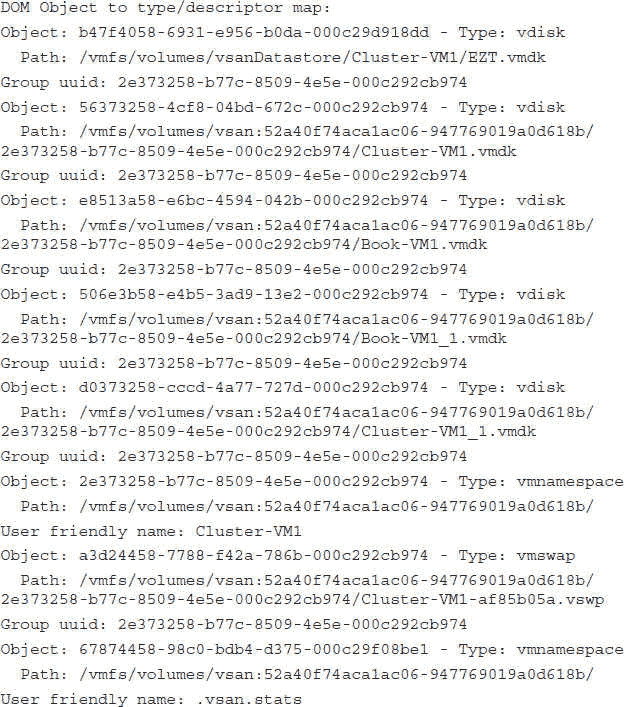 DOM Object to type/descriptor map:
Object: b47f4058-6931-e956-b0da-000c29d918dd - Type: vdisk
Path: /vmfs/volumes/vsanDatastore/Cluster-VM1/EZT.vmdk
Group uuid: 2e373258-b77c-8509-4e5e-000c292cb974
Object: 56373258-4cf8-04bd-672c-000c292cb974 - Type: vdisk
Path: /vmfs/volumes/vsan:52a40f74aca1ac06-947769019a0d618b/
2e373258-b77c-8509-4e5e-000c292cb974/Cluster-VM1.vmdk
Group uuid: 2e373258-b77c-8509-4e5e-000c292cb974
Object: e8513a58-e6bc-4594-042b-000c292cb974 - Type: vdisk
Path: /vmfs/volumes/vsan:52a40f74aca1ac06-947769019a0d618b/
2e373258-b77c-8509-4e5e-000c292cb974/Book-VM1.vmdk
Group uuid: 2e373258-b77c-8509-4e5e-000c292cb974
Object: 506e3b58-e4b5-3ad9-13e2-000c292cb974 - Type: vdisk
Path: /vmfs/volumes/vsan:52a40f74aca1ac06-947769019a0d618b/
2e373258-b77c-8509-4e5e-000c292cb974/Book-VM1_1.vmdk
Group uuid: 2e373258-b77c-8509-4e5e-000c292cb974
Object: d0373258-cccd-4a77-727d-000c292cb974 - Type: vdisk
Path: /vmfs/volumes/vsan:52a40f74aca1ac06-947769019a0d618b/
2e373258-b77c-8509-4e5e-000c292cb974/Cluster-VM1_1.vmdk
Group uuid: 2e373258-b77c-8509-4e5e-000c292cb974
Object: 2e373258-b77c-8509-4e5e-000c292cb974 - Type: vmnamespace
Path: /vmfs/volumes/vsan:52a40f74aca1ac06-947769019a0d618b/
User friendly name: Cluster-VM1
Object: a3d24458-7788-f42a-786b-000c292cb974 - Type: vmswap
Path: /vmfs/volumes/vsan:52a40f74aca1ac06-947769019a0d618b/
2e373258-b77c-8509-4e5e-000c292cb974/Cluster-VM1-af85b05a.vswp
Group uuid: 2e373258-b77c-8509-4e5e-000c292cb974
Object: 67874458-98c0-bdb4-d375-000c29f08be1 - Type: vmnamespace
Path: /vmfs/volumes/vsan:52a40f74aca1ac06-947769019a0d618b/
User friendly name: .vsan.stats